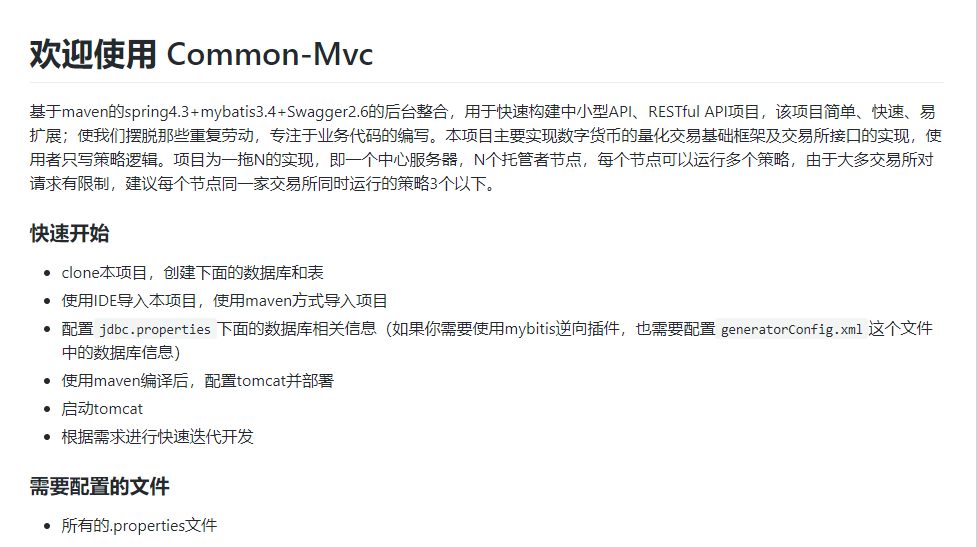 欢迎使用 Common-Mvc
基于maven的spring4.3+mybatis3.4+Swagger2.6的后台整合，用于快速构建中小型API、RESTful API项目，该项目简单、快速、易
扩展；使我们摆脱那些重复劳动，专注于业务代码的编写。本项目主要实现数字货币的量化交易基础框架及交易所接口的实现，使
用者只写策略逻辑。项目为一拖N的实现，即一个中心服务器，N个托管者节点，每个节点可以运行多个策略，由于大多交易所对
请求有限制，建议每个节点同一家交易所同时运行的策略3个以下。
快速开始
• clone本项目，创建下面的数据库和表
• 使用IDE导入本项目，使用maven方式导入项目
• 配置 jdbc.properties 下面的数据库相关信息（如果你需要使用mybitis逆向插件，也需要配置 generatorConfig.xml 这个文件
中的数据库信息）
• 使用maven编译后，配置tomcat并部署
• 启动tomcat
• 根据需求进行快速迭代开发
需要配置的文件
• 所有的.properties文件